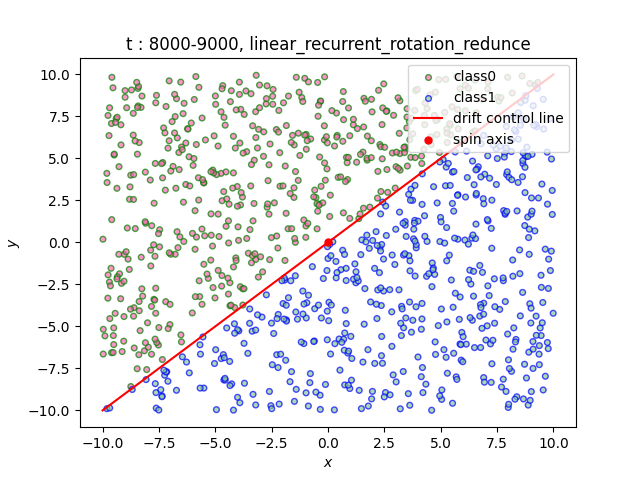 t : 8000-9000, linear_recurrent_rotation_redunce
class0
class1
drift control line
spin axis
y
10.0
7.5
5.0
2.5
0.0
−2.5
−5.0
−7.5
−10.0
−10.0 −7.5 −5.0 −2.5 0.0 2.5 5.0 7.5 10.0
x